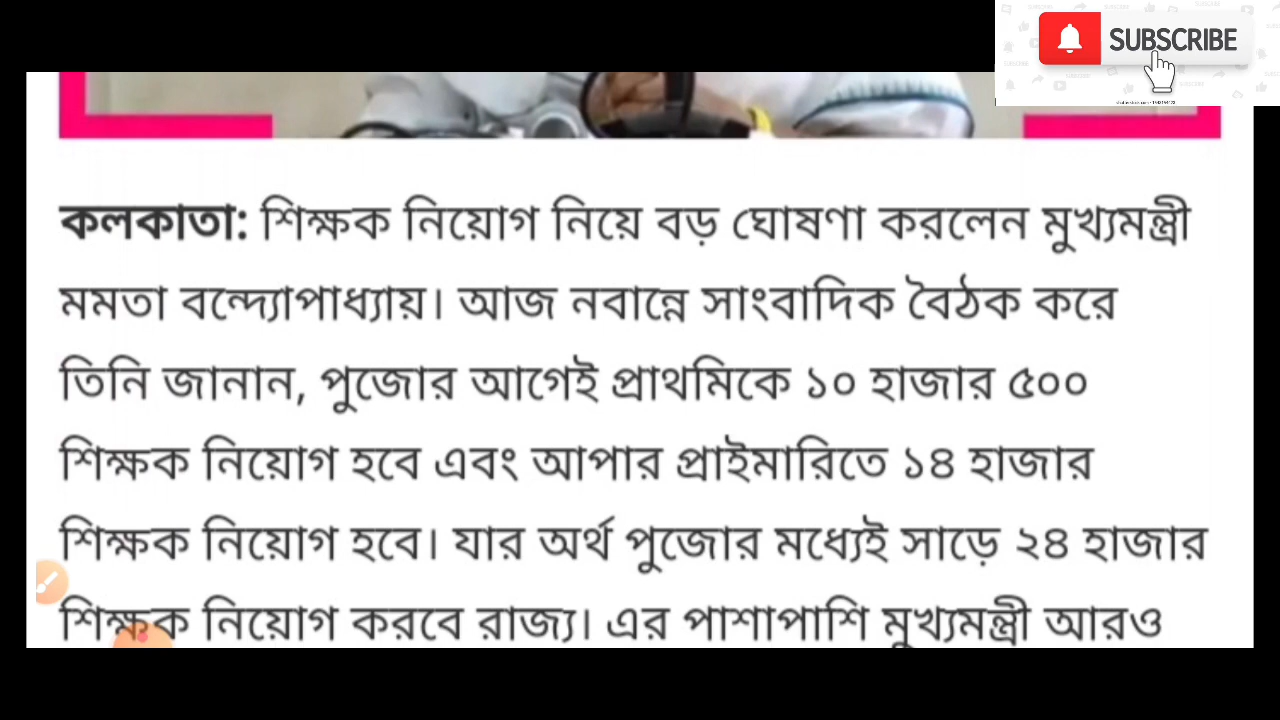 SUBSCRIBE
কলকাতা: শিক্ষক নিয়োগ নিয়ে বড় ঘোষণা করলেন মুখ্যমন্ত্রী
মমতা বন্দ্যোপাধ্যায়। আজ নবান্নে সাংবাদিক বৈঠক করে
তিনি জানান, পুজোর আগেই প্রাথমিকে ১০ হাজার ৫০০
শিক্ষক নিয়োগ হবে এবং আপার প্রাইমারিতে ১৪ হাজার
শিক্ষক নিয়োগ হবে। যার অর্থ পুজোর মধ্যেই সাড়ে ২৪ হাজার
শিক্ষক নিয়োগ করবে রাজ্য। এর পাশাপাশি মুখ্যমন্ত্রী আরও